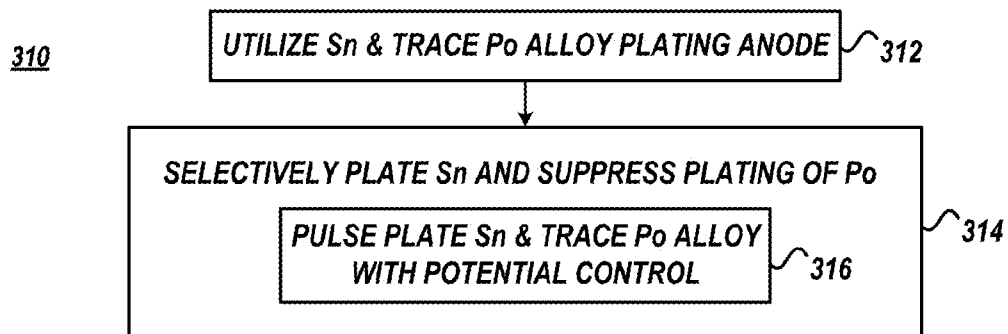 310
UTILIZE Sn & TRACE Po ALLOY PLATING ANODE
312
SELECTIVELY PLATE Sn AND SUPPRESS PLATING OF Po
PULSE PLATE Sn & TRACE Po ALLOY
WITH POTENTIAL CONTROL
316
314